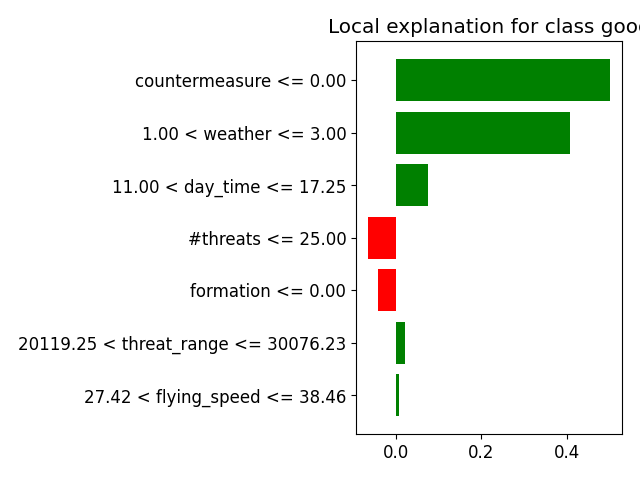 Local explanation for class good
countermeasure <= 0.00
1.00 < weather <= 3.00
11.00 < day_time <= 17.25
#threats <= 25.00
formation <= 0.00
20119.25 < threat_range <= 30076.23
27.42 < flying_speed <= 38.46
0.0 0.2 0.4